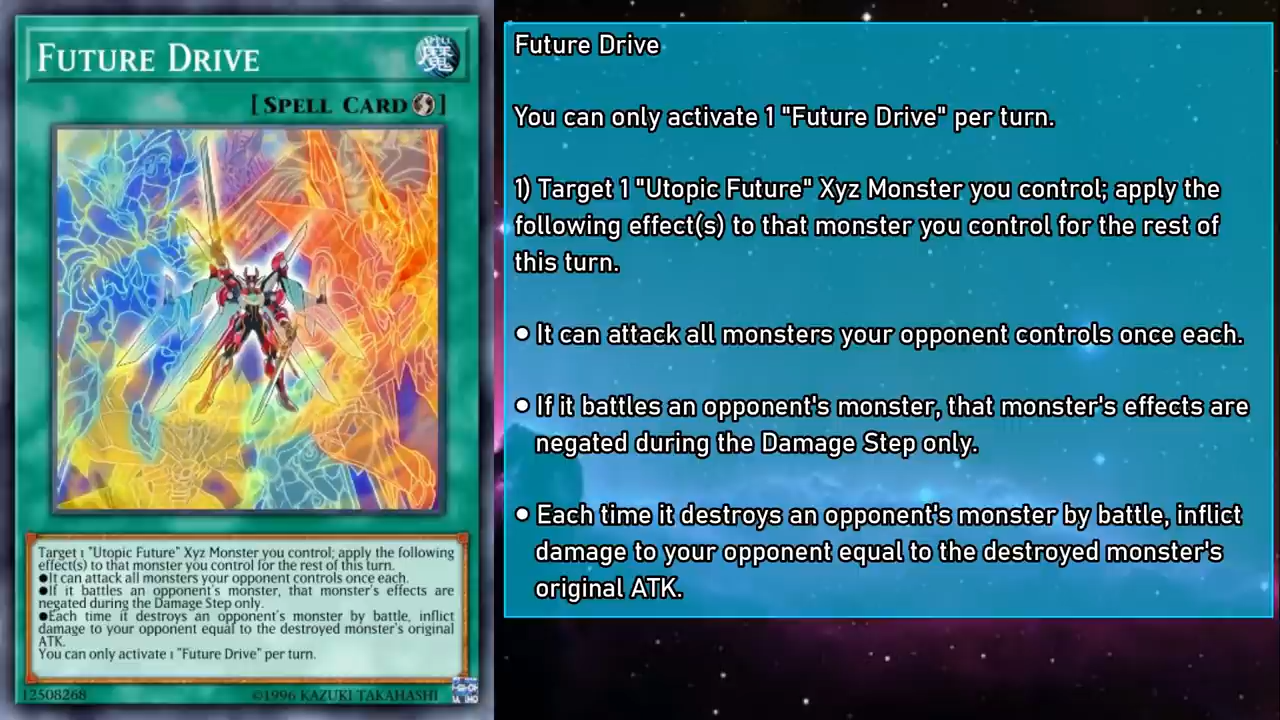 FUTURE DRIVE
魔
[ SPELL CARD ]
Target 1 "Utopic Future" Xyz Monster you control; apply the following
effect(s) to that monster you control for the rest of this turn.
●It can attack all monsters your opponent controls once each.
●If it battles an opponent's monster, that monster's effects are
negated during the Damage Step only.
●Each time it destroys an opponent's monster by battle, inflict
damage to your opponent equal to the destroyed monster's original
ATK.
You can only activate 1 "Future Drive" per turn.
12508268 ©1996 KAZUKI TAKAHASHI
Future Drive
You can only activate 1 "Future Drive" per turn.
1) Target 1 "Utopic Future" Xyz Monster you control; apply the
following effect(s) to that monster you control for the rest of
this turn.
• It can attack all monsters your opponent controls once each.
• If it battles an opponent's monster, that monster's effects are
negated during the Damage Step only.
• Each time it destroys an opponent's monster by battle, inflict
damage to your opponent equal to the destroyed monster's
original ATK.